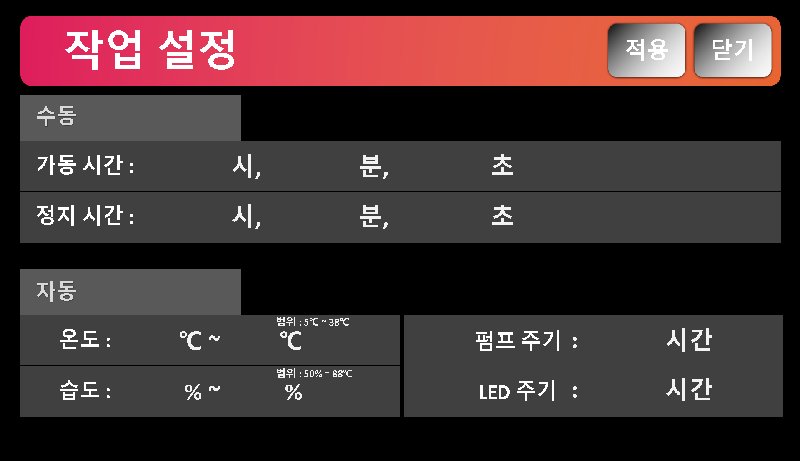 작업 설정 적용 닫기
수동
가동 시간 : 시, 분, 초
정지 시간 : 시, 분, 초
자동
범위 : 5℃ ~ 38℃
온도 : ℃ ~ ℃ 펌프 주기 : 시간
범위 : 50% ~ 88℃
습도 : % ~ % LED 주기 : 시간